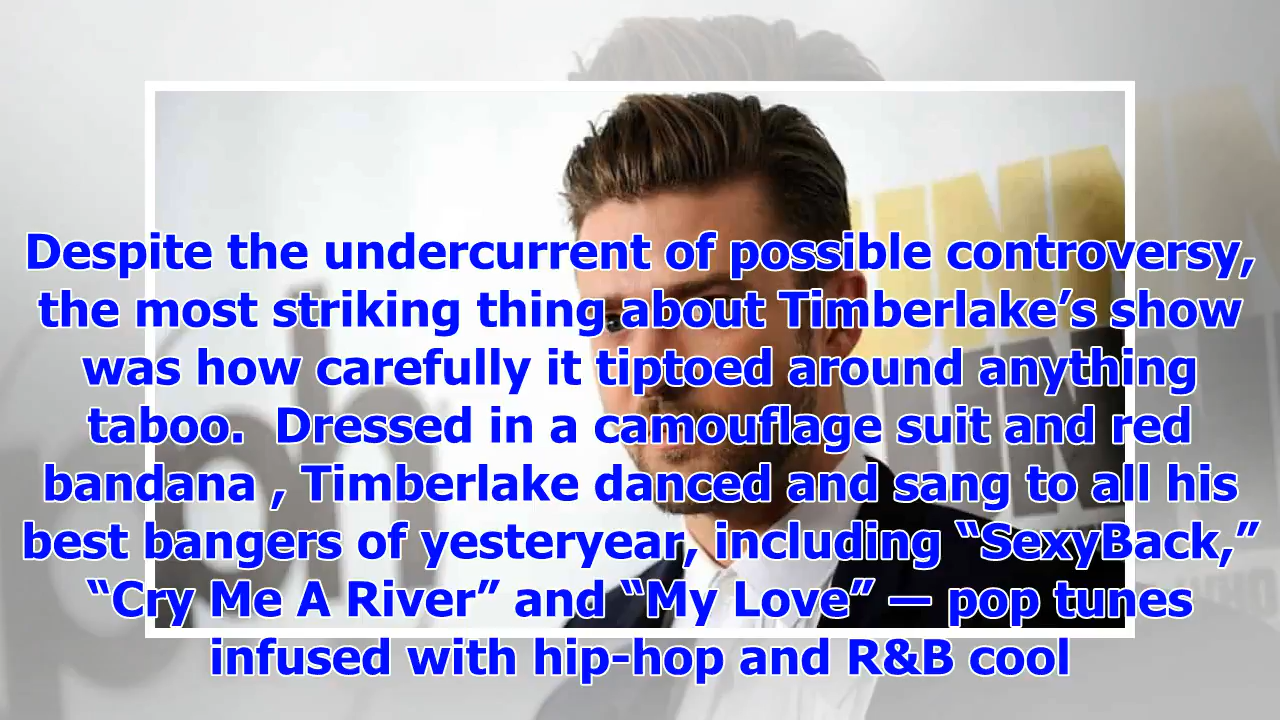 Despite the undercurrent of possible controversy,
the most striking thing about Timberlake’s show
was how carefully it tiptoed around anything
taboo.  Dressed in a camouflage suit and red
bandana , Timberlake danced and sang to all his
best bangers of yesteryear, including “SexyBack,”
“Cry Me A River” and “My Love” — pop tunes
infused with hip-hop and R&B cool